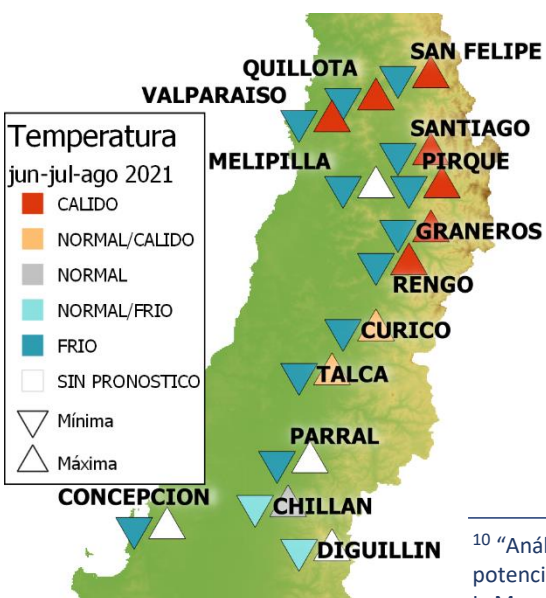 SAN FELIPE
QUILLOTA
VALPARAISO
SANTIAGO
MELIPILLA
PIRQUE
GRANEROS
RENGO
CURICO
TALCA
PARRAL
CONCEPCION
CHILLAN
DIGUILLIN
Temperatura
jun-jul-ago 2021
CALIDO
NORMAL/CALIDO
NORMAL
NORMAL/FRIO
FRIO
SIN PRONOSTICO
Mínima
Máxima
10 "Anál
potenci